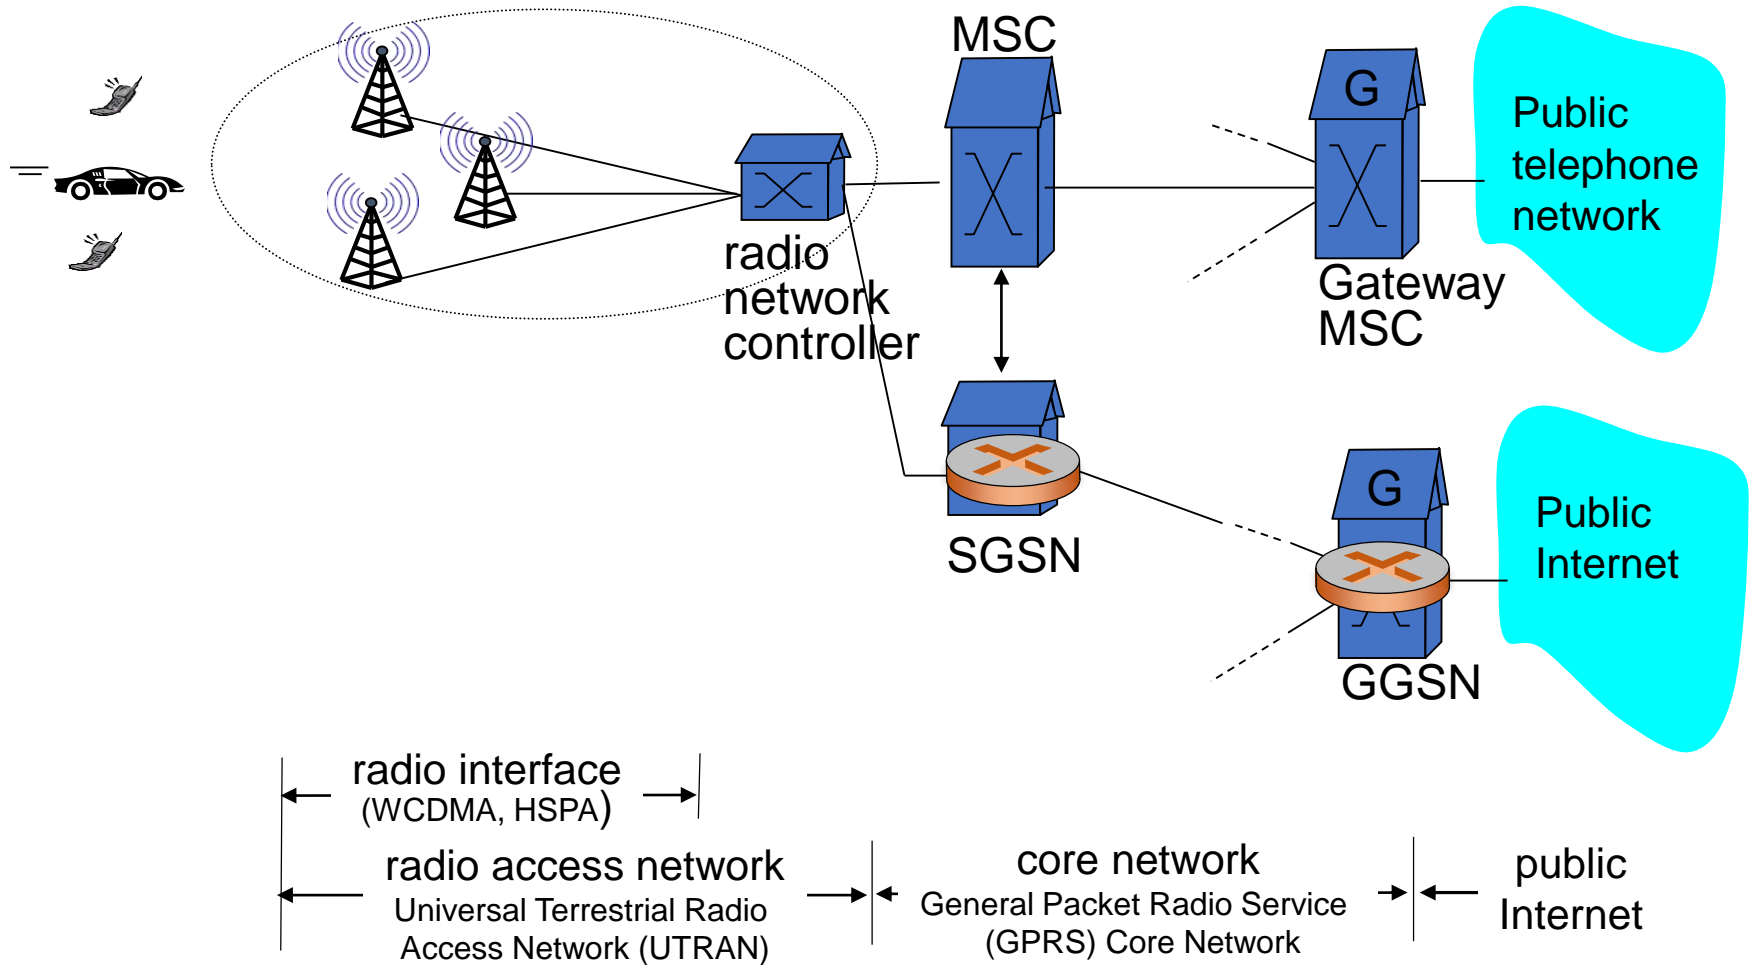 MSC
G
Public
telephone
network
radio
network
controller
Gateway
MSC
SGSN
G
Public
Internet
GGSN
radio interface
(WCDMA, HSPA)
radio access network
Universal Terrestrial Radio
Access Network (UTRAN)
core network
General Packet Radio Service
(GPRS) Core Network
public
Internet